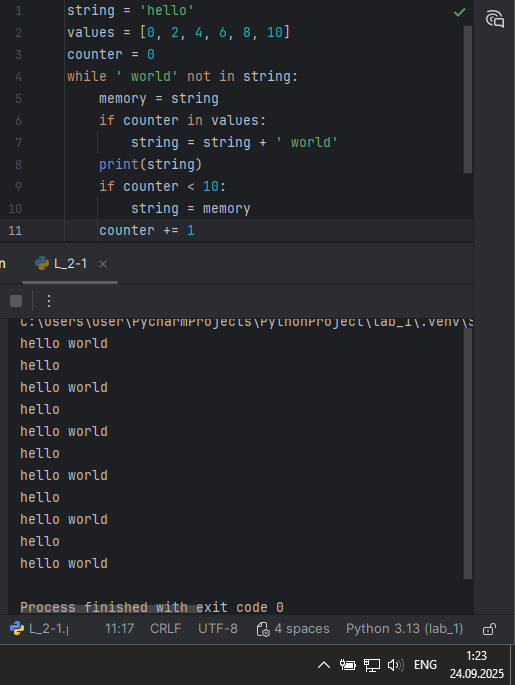 1 string = 'hello'
2 values = [0, 2, 4, 6, 8, 10]
3 counter = 0
4 while ' world' not in string:
5 memory = string
6 if counter in values:
7 string = string + ' world'
8 print(string)
9 if counter < 10:
10 string = memory
11 counter += 1
n L_2-1 ×
C:\Users\User\PycharmProjects\PythonProject\lab_1\.venv\S
hello world
hello
hello world
hello
hello world
hello
hello world
hello
hello world
hello
hello world
Process finished with exit code 0
L_2-1.p 11:17 CRLF UTF-8 4 spaces Python 3.13 (lab_1)
ENG 1:23
24.09.2025